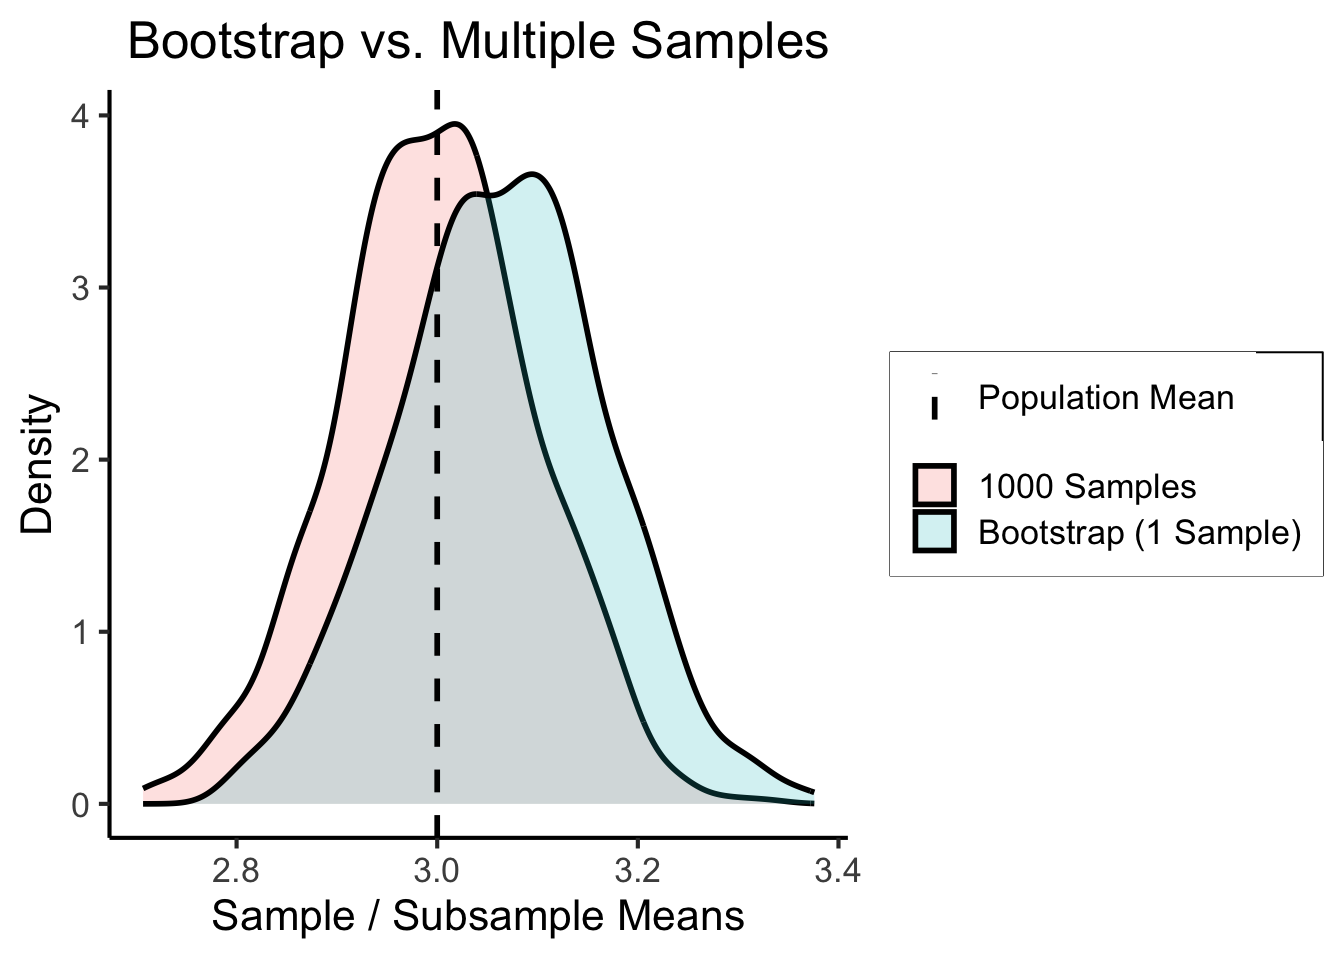 Bootstrap vs. Multiple Samples
4
3
2
1
0
Density
2.8 3.0 3.2 3.4
Sample / Subsample Means
Population Mean
1000 Samples
Bootstrap (1 Sample)